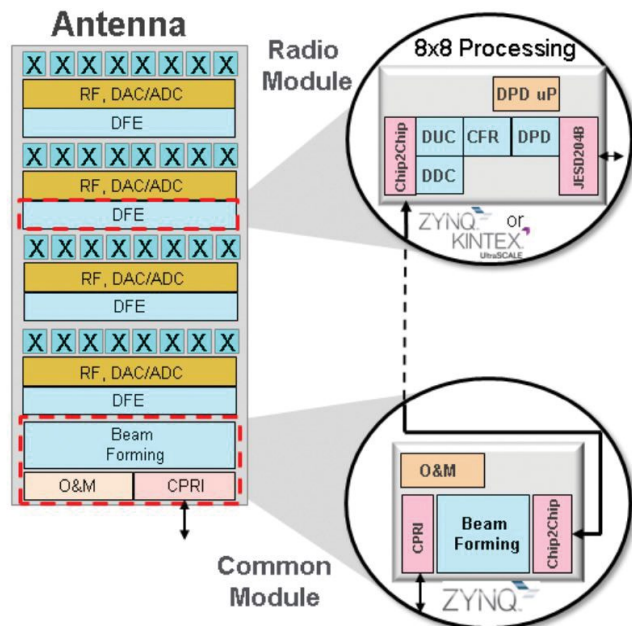 Antenna
X X X X X X X X
RF, DAC/ADC
DFE
X X X X X X X X
RF, DAC/ADC
DFE
X X X X X X X X
RF, DAC/ADC
DFE
X X X X X X X X
RF, DAC/ADC
DFE
Beam
Forming
O&M CPRI
Radio
Module
8x8 Processing
DPD uP
Chip2Chip
DUC CFR DPD
DDC
JESD204B
ZYNQ or
KINTEX
UltraSCALE
Common
Module
O&M
CPRI
Beam
Forming
Chip2Chip
ZYNQ